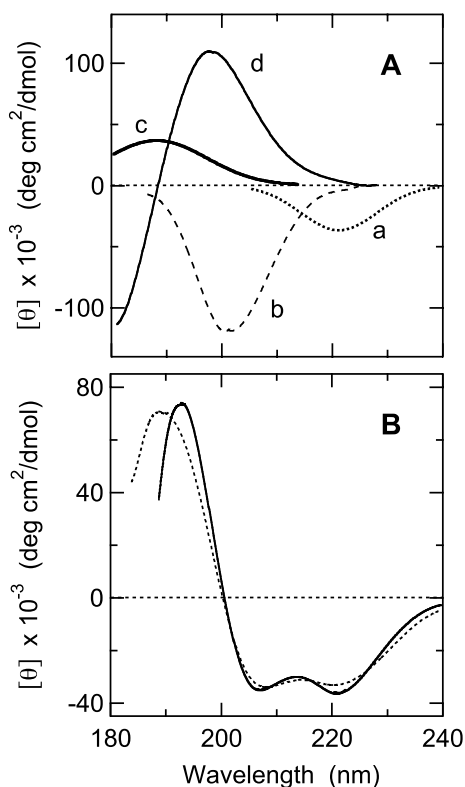 A
100
0
-100
[θ] x 10-3 (deg cm2/dmol)
d
c
a
b
B
80
40
0
-40
[θ] x 10-3 (deg cm2/dmol)
180 200 220 240
Wavelength (nm)